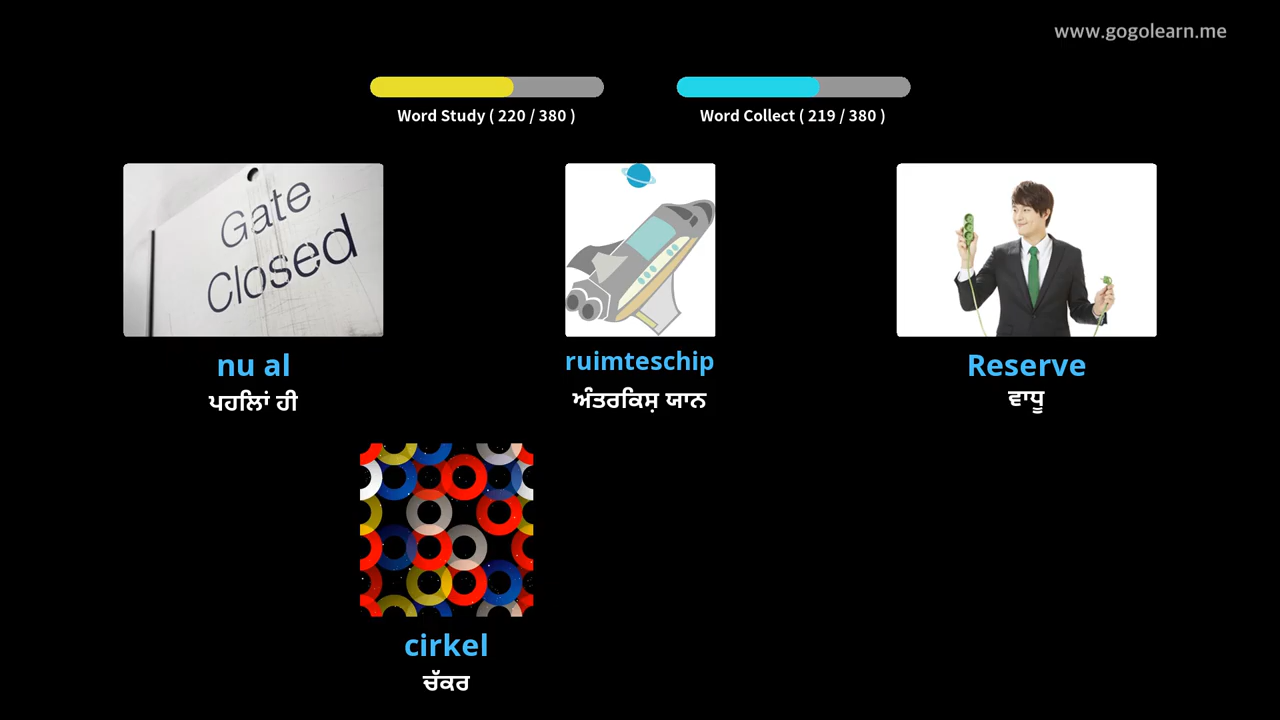 www.gogolearn.me
Word Study ( 220 / 380 )
Word Collect ( 219 / 380 )
Gate
Closed
nu al
ਪਹਲਿਾਂ ਹੀ
ruimteschip
ਅੰਤਰਕਿਸ਼ ਯਾਨ
Reserve
ਵਾਧੂ
cirkel
ਚੱਕਰ